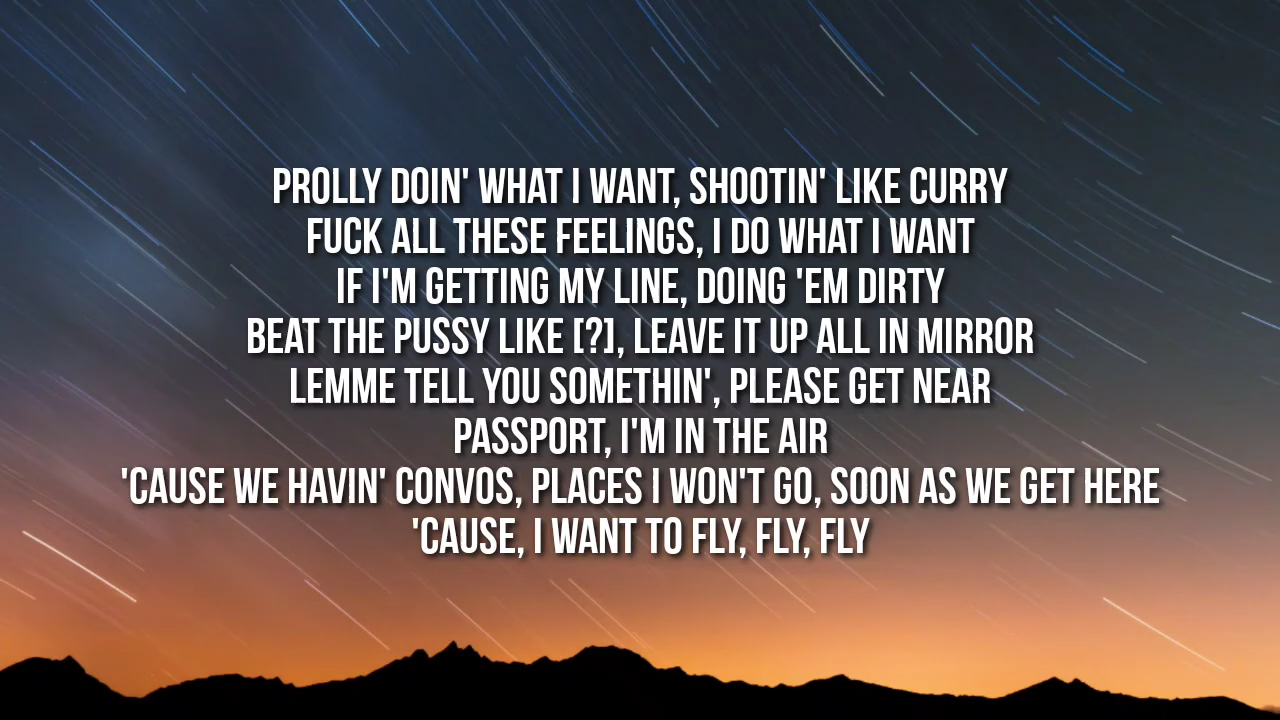 PROLLY DOIN' WHAT I WANT, SHOOTIN' LIKE CURRY
FUCK ALL THESE FEELINGS, I DO WHAT I WANT
IF I'M GETTING MY LINE, DOING 'EM DIRTY
BEAT THE PUSSY LIKE [?], LEAVE IT UP ALL IN MIRROR
LEMME TELL YOU SOMETHIN', PLEASE GET NEAR
PASSPORT, I'M IN THE AIR
'CAUSE WE HAVIN' CONVOS, PLACES I WON'T GO, SOON AS WE GET HERE
'CAUSE, I WANT TO FLY, FLY, FLY